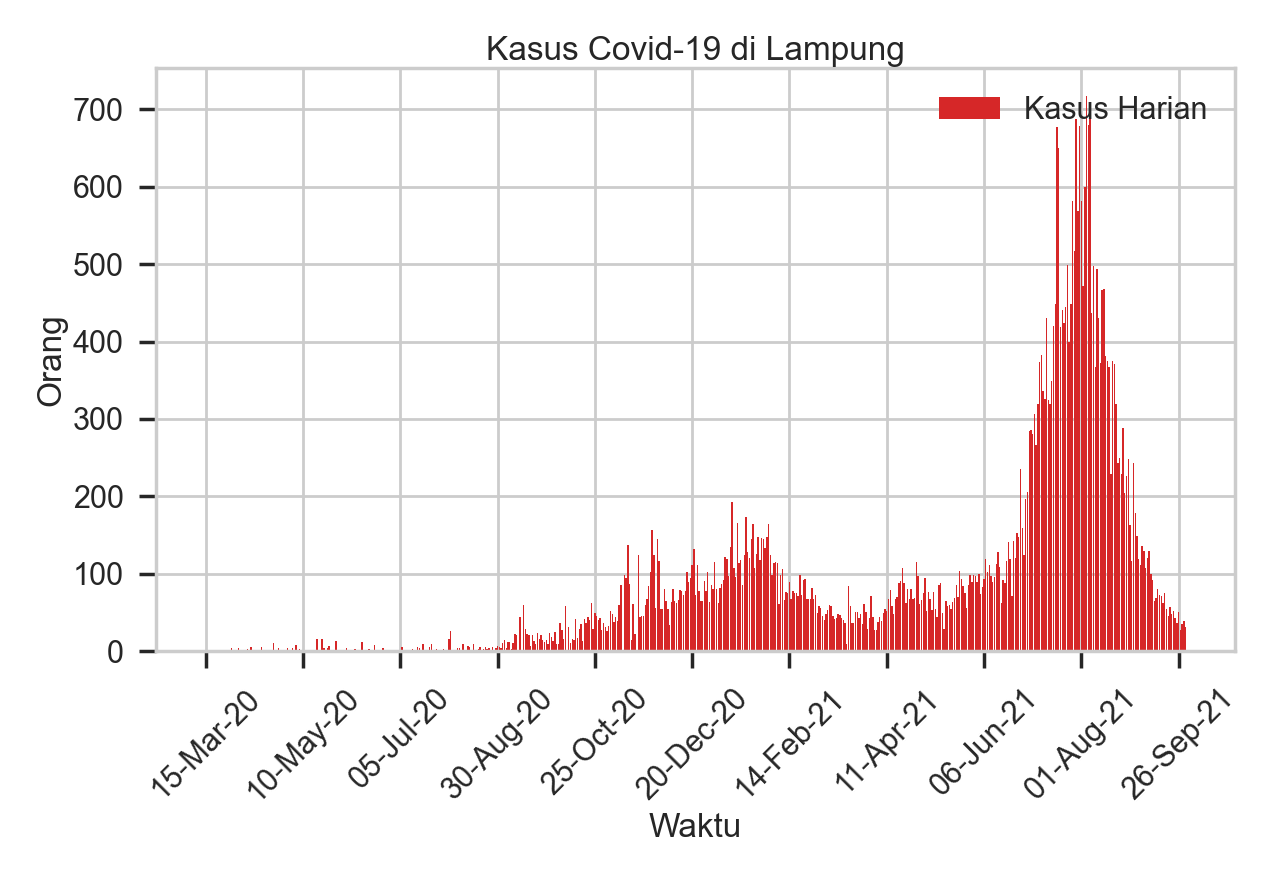 Kasus Covid-19 di Lampung
Kasus Harian
Orang
700
600
500
400
300
200
100
0
15-Mar-20
10-May-20
05-Jul-20
30-Aug-20
25-Oct-20
20-Dec-20
14-Feb-21
11-Apr-21
06-Jun-21
01-Aug-21
26-Sep-21
Waktu